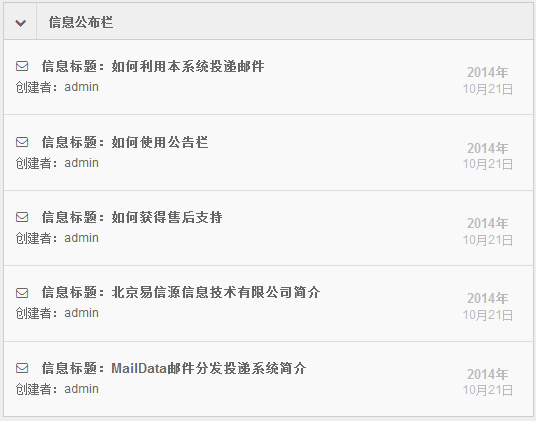 信息公布栏
信息标题：如何利用本系统投递邮件
创建者：admin
2014年
10月21日
信息标题：如何使用公告栏
创建者：admin
2014年
10月21日
信息标题：如何获得售后支持
创建者：admin
2014年
10月21日
信息标题：北京易信源信息技术有限公司简介
创建者：admin
2014年
10月21日
信息标题：MailData邮件分发投递系统简介
创建者：admin
2014年
10月21日